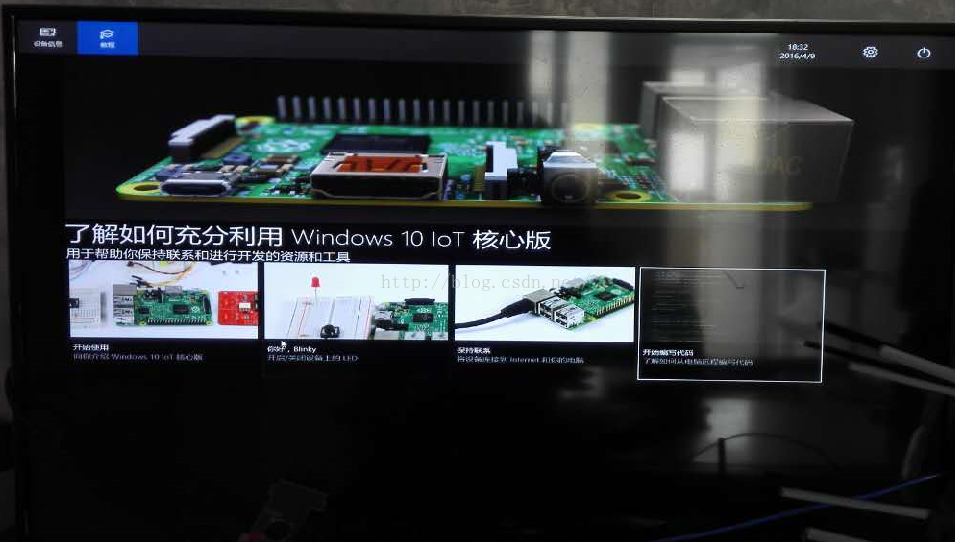 设备信息
教程
18:32
2016/4/9
了解如何充分利用 Windows 10 IoT 核心版
用于帮助你保持联系和进行开发的资源和工具
http://blog.csdn.net/
开始使用
向你介绍 Windows 10 IoT 核心版
你好，Blinky
开启/关闭设备上的 LED
保持联系
将设备连接到 Internet 和你的电脑
开始编写代码
了解如何从电脑远程编写代码